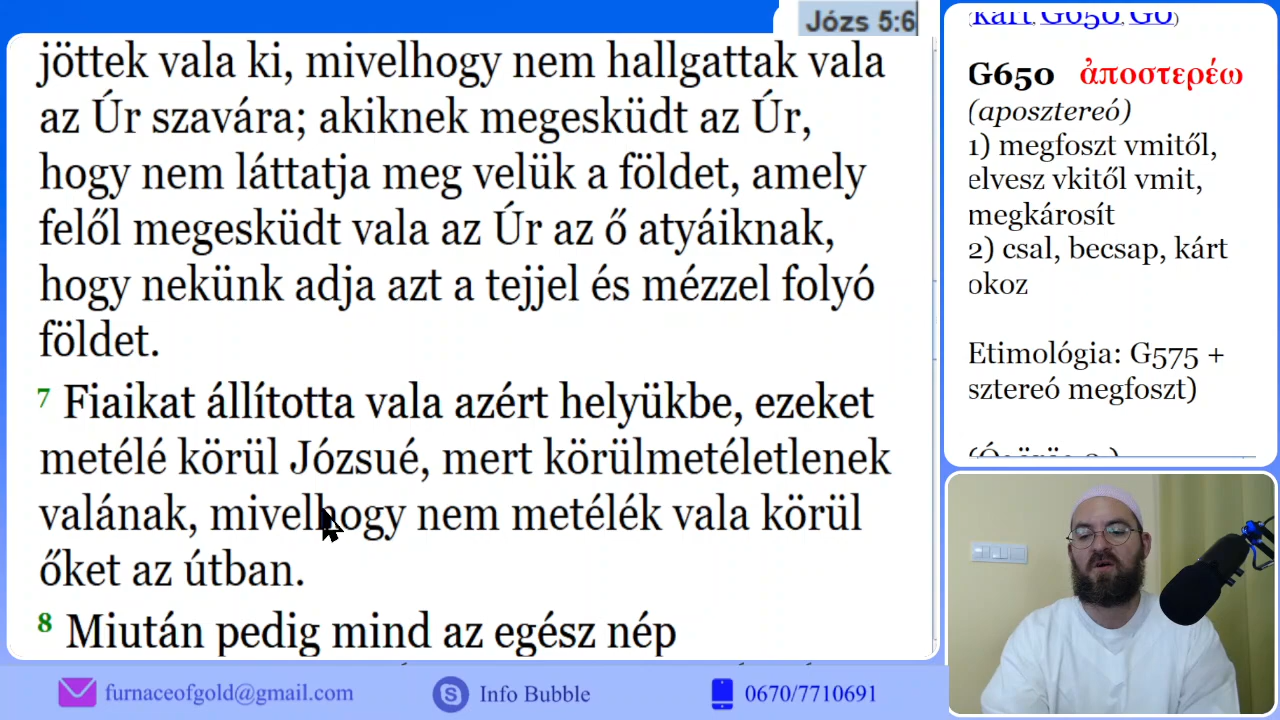 Józs 5:6
jöttek vala ki, mivelhogy nem hallgattak vala
az Úr szavára; akiknek megesküdt az Úr,
hogy nem láttatja meg velük a földet, amely
felől megesküdt vala az Úr az ő atyáiknak,
hogy nekünk adja azt a tejjel és mézzel folyó
földet.
7 Fiaikat állította vala azért helyükbe, ezeket
metélé körül Józsué, mert körülmetéletlenek
valának, mivelhogy nem metélék vala körül
őket az útban.
8 Miután pedig mind az egész nép
(kárt, G650, G0)
G650 ἀποστερέω
(aposztereó)
1) megfoszt vmitől,
elvesz vkitől vmit,
megkárosít
2) csal, becsap, kárt
okoz
Etimológia: G575 +
sztereó megfoszt)
furnaceofgold@gmail.com
Info Bubble
0670/7710691